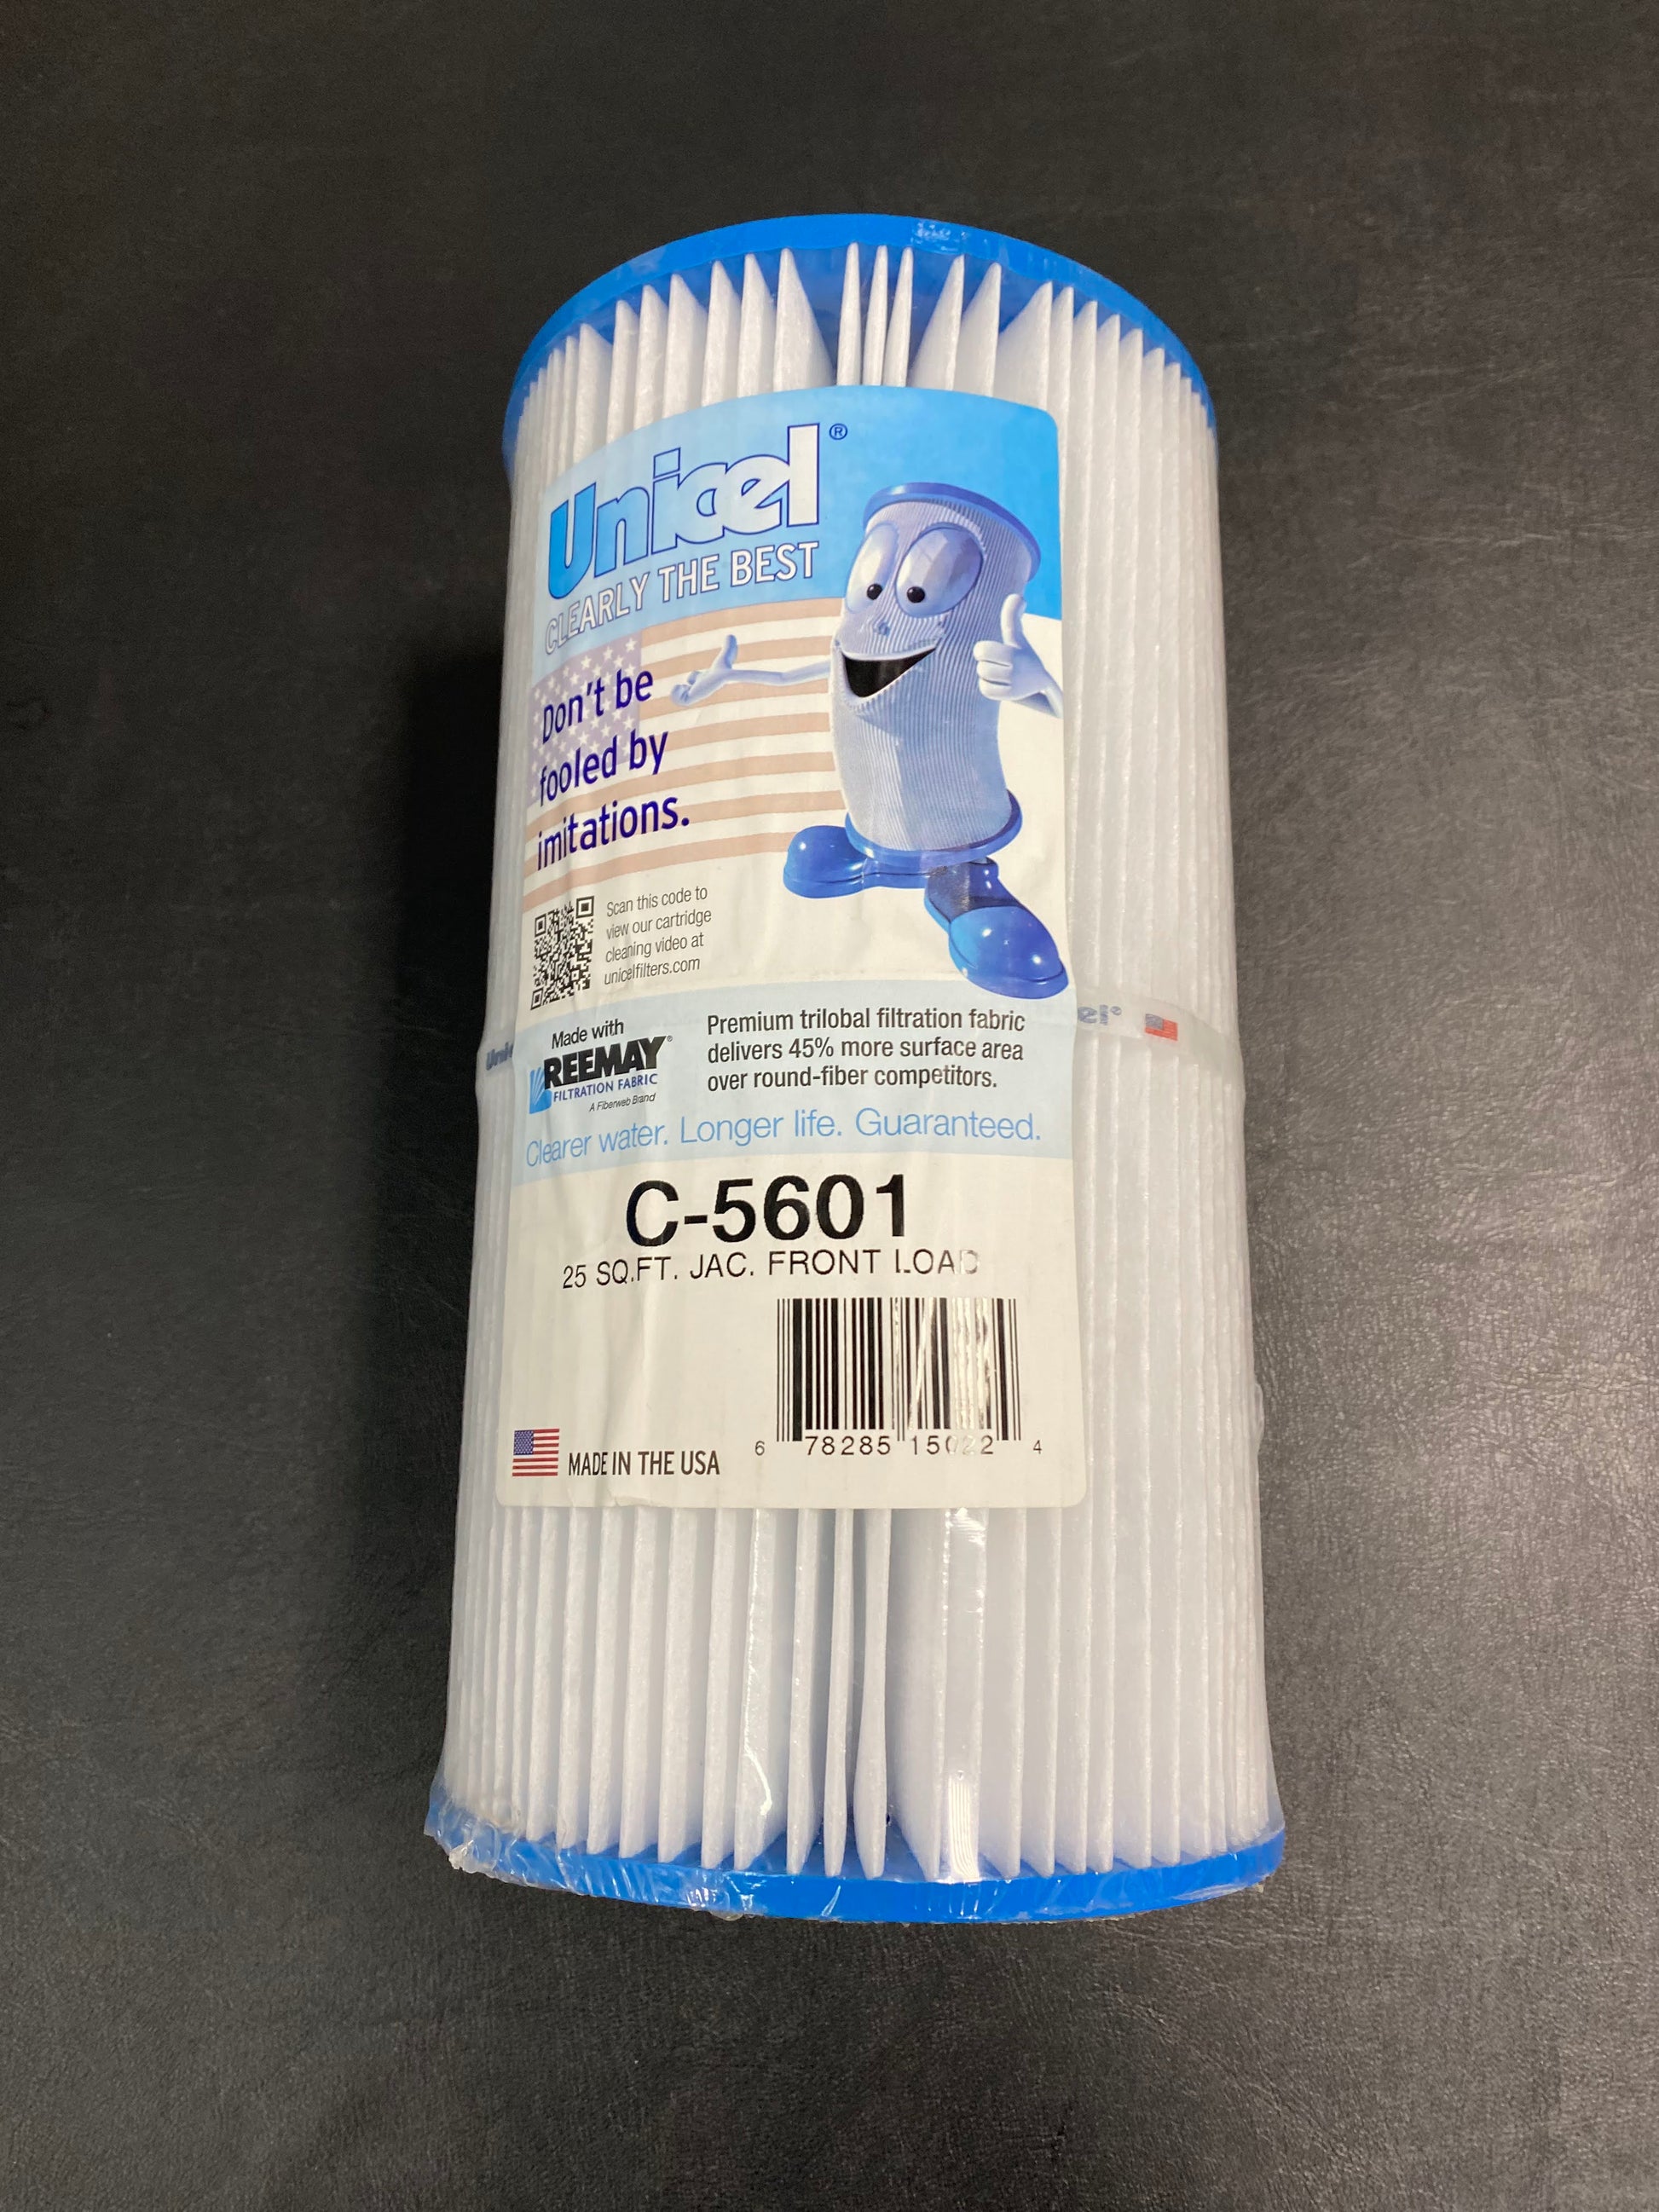 Unicel®
CLEARLY THE BEST
Don't be
fooled by
imitations.
Scan this code to
view our cartridge
cleaning video at
unicelfilters.com
Made with
REEMAY®
FILTRATION FABRIC
A Fiberweb Brand
Premium trilobal filtration fabric
delivers 45% more surface area
over round-fiber competitors.
Clearer water. Longer life. Guaranteed.
C-5601
25 SQ.FT. JAC. FRONT LOAD
6 78285 15022 4
MADE IN THE USA